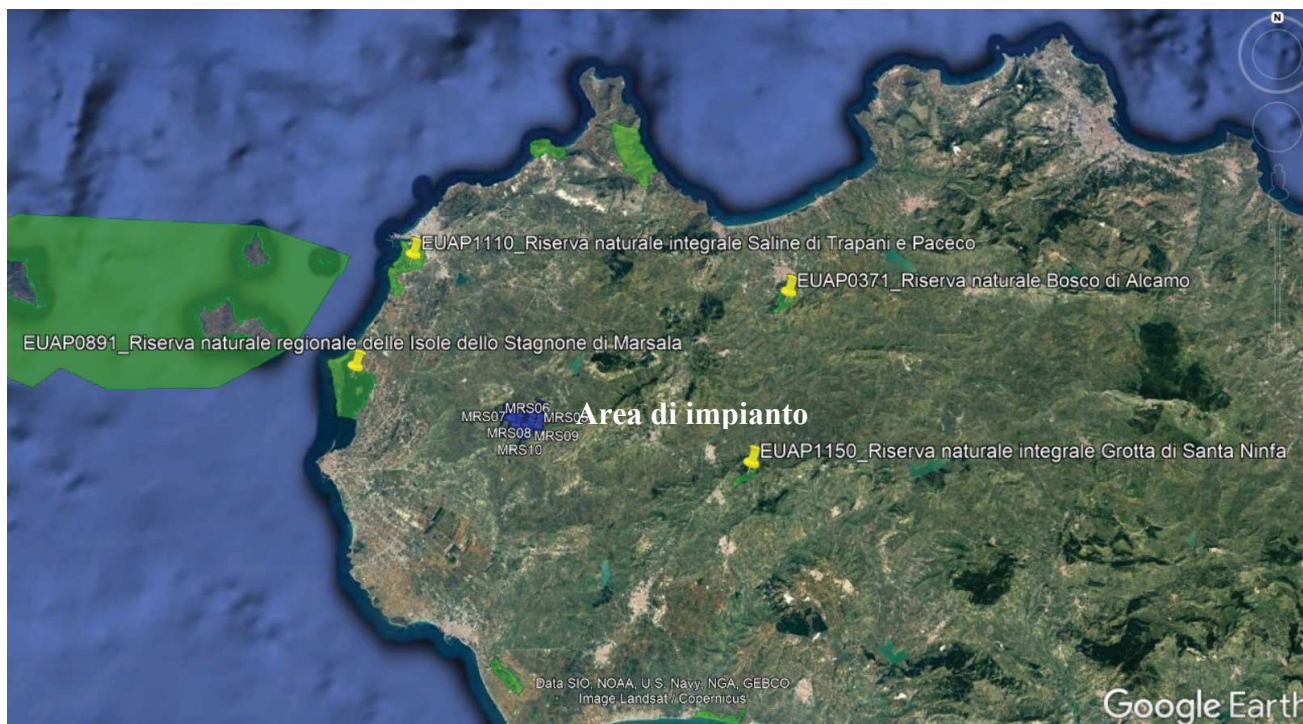 N
EUAP1110_Riserva naturale integrale Saline di Trapani e Paceco
EUAP0371_Riserva naturale Bosco di Alcamo
EUAP0891_Riserva naturale regionale delle Isole dello Stagnone di Marsala
MRS06
MRS07 MRS05 Area di impianto
MRS08 MRS09
MRS10
EUAP1150_Riserva naturale integrale Grotta di Santa Ninfa
Data SIO, NOAA, U.S. Navy, NGA, GEBCO
Image Landsat / Copernicus
Google Earth